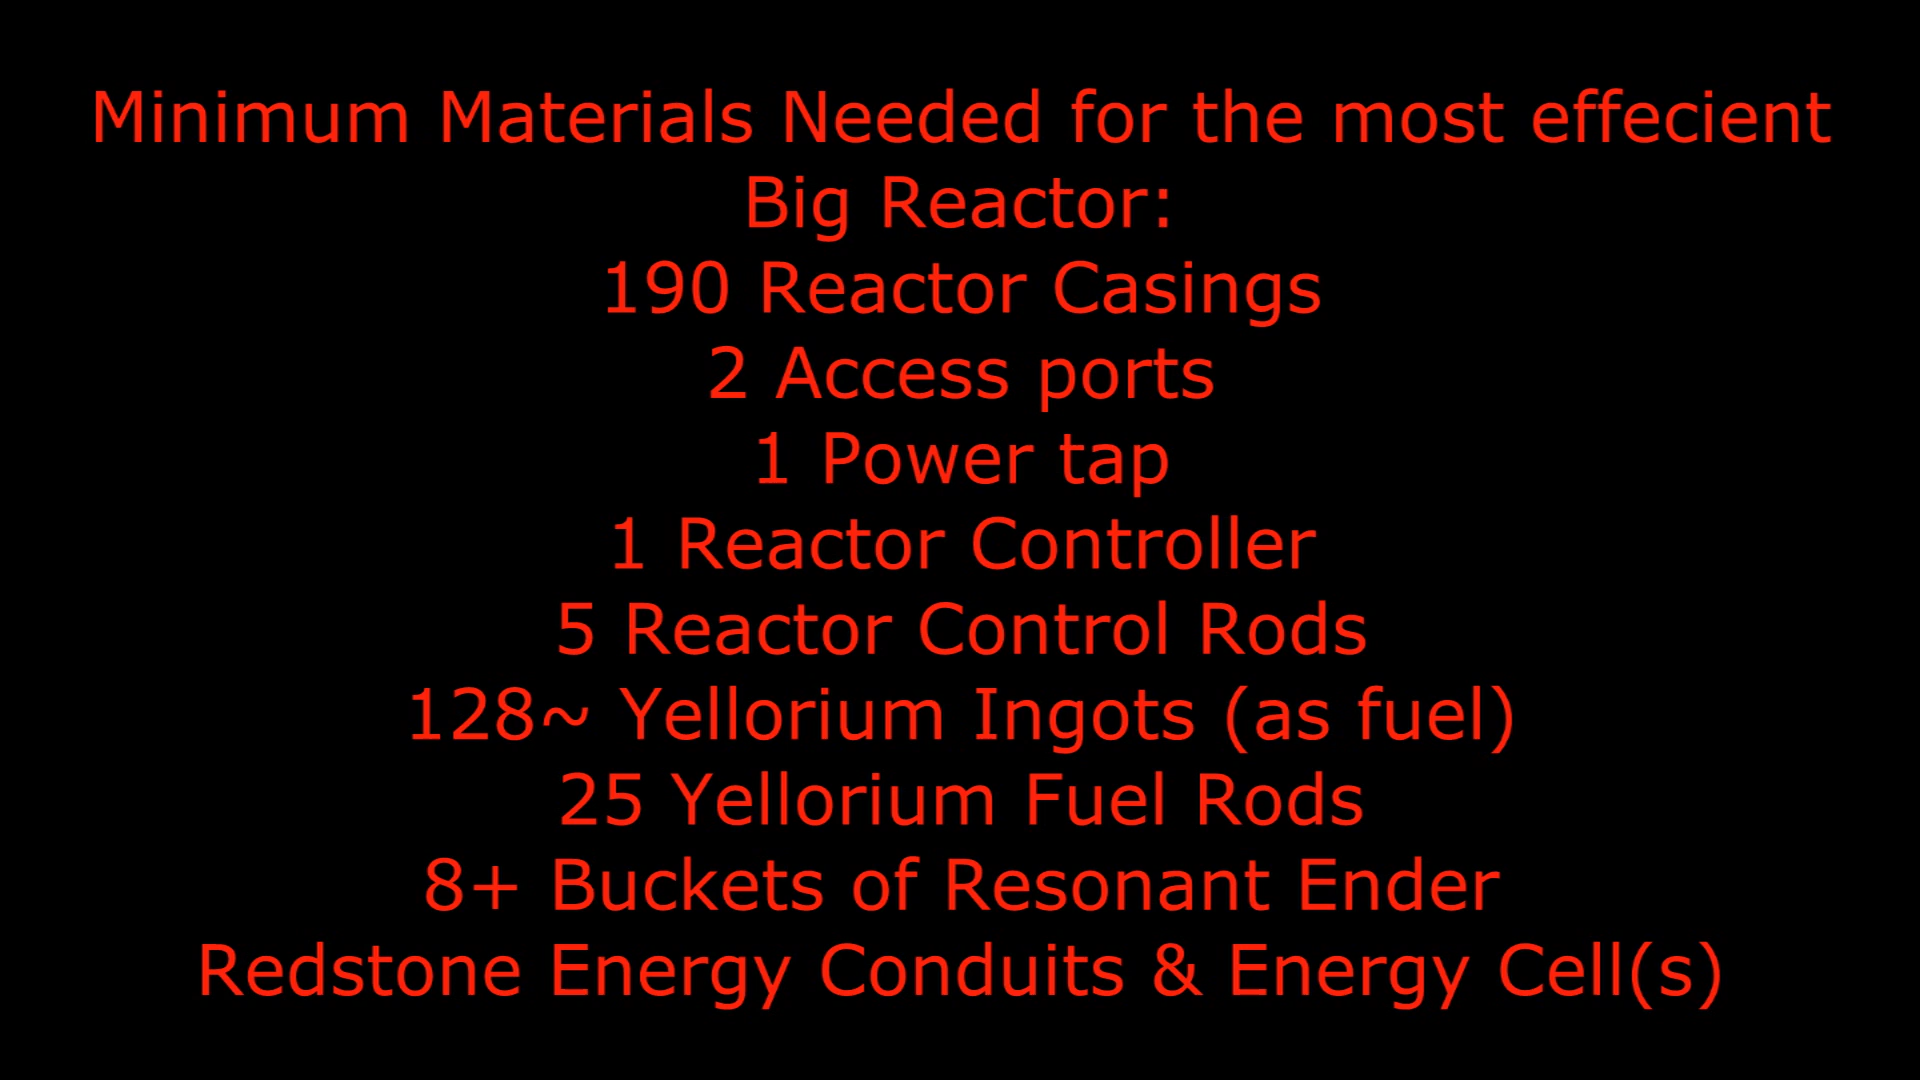 Minimum Materials Needed for the most effecient
Big Reactor:
190 Reactor Casings
2 Access ports
1 Power tap
1 Reactor Controller
5 Reactor Control Rods
128~ Yellorium Ingots (as fuel)
25 Yellorium Fuel Rods
8+ Buckets of Resonant Ender
Redstone Energy Conduits & Energy Cell(s)